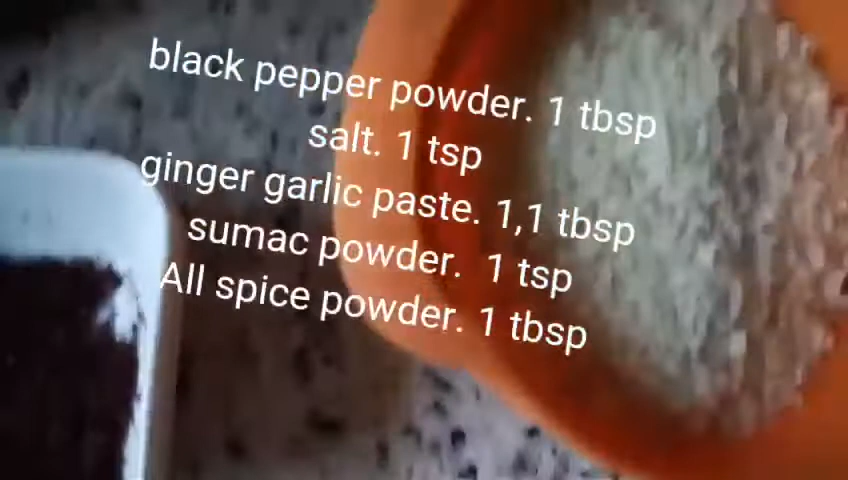 black pepper powder. 1 tbsp
salt. 1 tsp
ginger garlic paste. 1,1 tbsp
sumac powder.  1 tsp
All spice powder. 1 tbsp